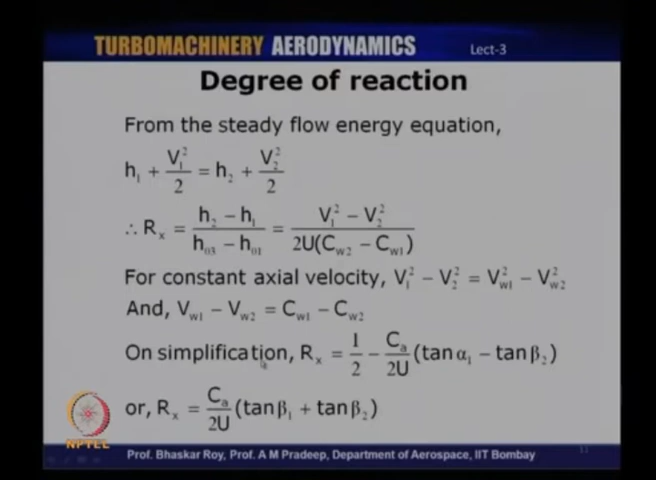 TURBOMACHINERY AERODYNAMICS Lect-3
Degree of reaction
From the steady flow energy equation,
h₁ + V₁²/2 = h₂ + V₂²/2
∴ Rₓ = (h₂ − h₁)/(h₀₃ − h₀₁) = (V₁² − V₂²)/(2U(C_w2 − C_w1))
For constant axial velocity, V₁² − V₂² = V_w1² − V_w2²
And, V_w1 − V_w2 = C_w1 − C_w2
On simplification, Rₓ = 1/2 − C_a/2U (tan α₁ − tan β₂)
or, Rₓ = C_a/2U (tan β₁ + tan β₂)
NPTEL
Prof. Bhaskar Roy, Prof. A M Pradeep, Department of Aerospace, IIT Bombay